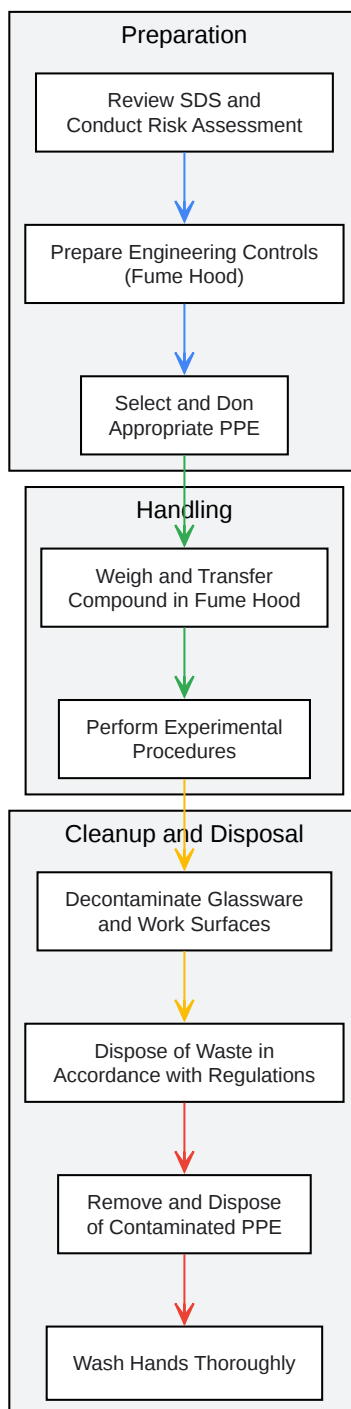 Preparation
Review SDS and
Conduct Risk Assessment
Prepare Engineering Controls
(Fume Hood)
Select and Don
Appropriate PPE
Handling
Weigh and Transfer
Compound in Fume Hood
Perform Experimental
Procedures
Cleanup and Disposal
Decontaminate Glassware
and Work Surfaces
Dispose of Waste in
Accordance with Regulations
Remove and Dispose
of Contaminated PPE
Wash Hands Thoroughly